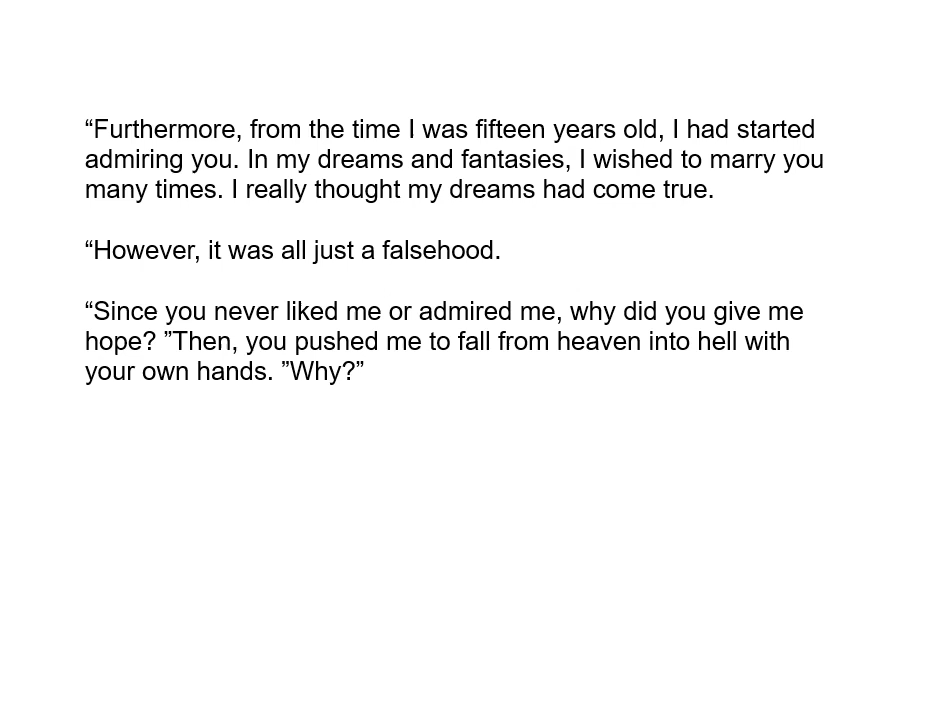 “Furthermore, from the time I was fifteen years old, I had started
admiring you. In my dreams and fantasies, I wished to marry you
many times. I really thought my dreams had come true.
“However, it was all just a falsehood.
“Since you never liked me or admired me, why did you give me
hope? ”Then, you pushed me to fall from heaven into hell with
your own hands. ”Why?”